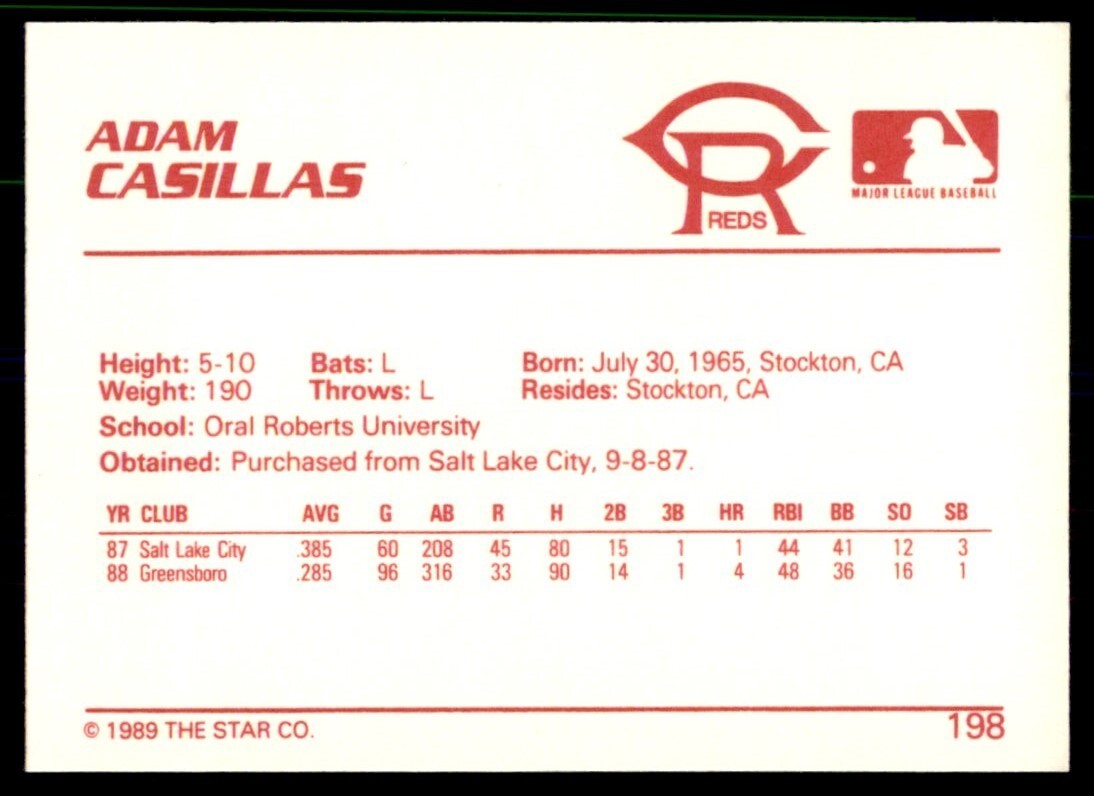 ADAM
CASILLAS
CR
REDS
MAJOR LEAGUE BASEBALL
Height: 5-10 Bats: L Born: July 30, 1965, Stockton, CA
Weight: 190 Throws: L Resides: Stockton, CA
School: Oral Roberts University
Obtained: Purchased from Salt Lake City, 9-8-87.
YR CLUB AVG G AB R H 2B 3B HR RBI BB SO SB
87 Salt Lake City .385 60 208 45 80 15 1 1 44 41 12 3
88 Greensboro .285 96 316 33 90 14 1 4 48 36 16 1
© 1989 THE STAR CO. 198